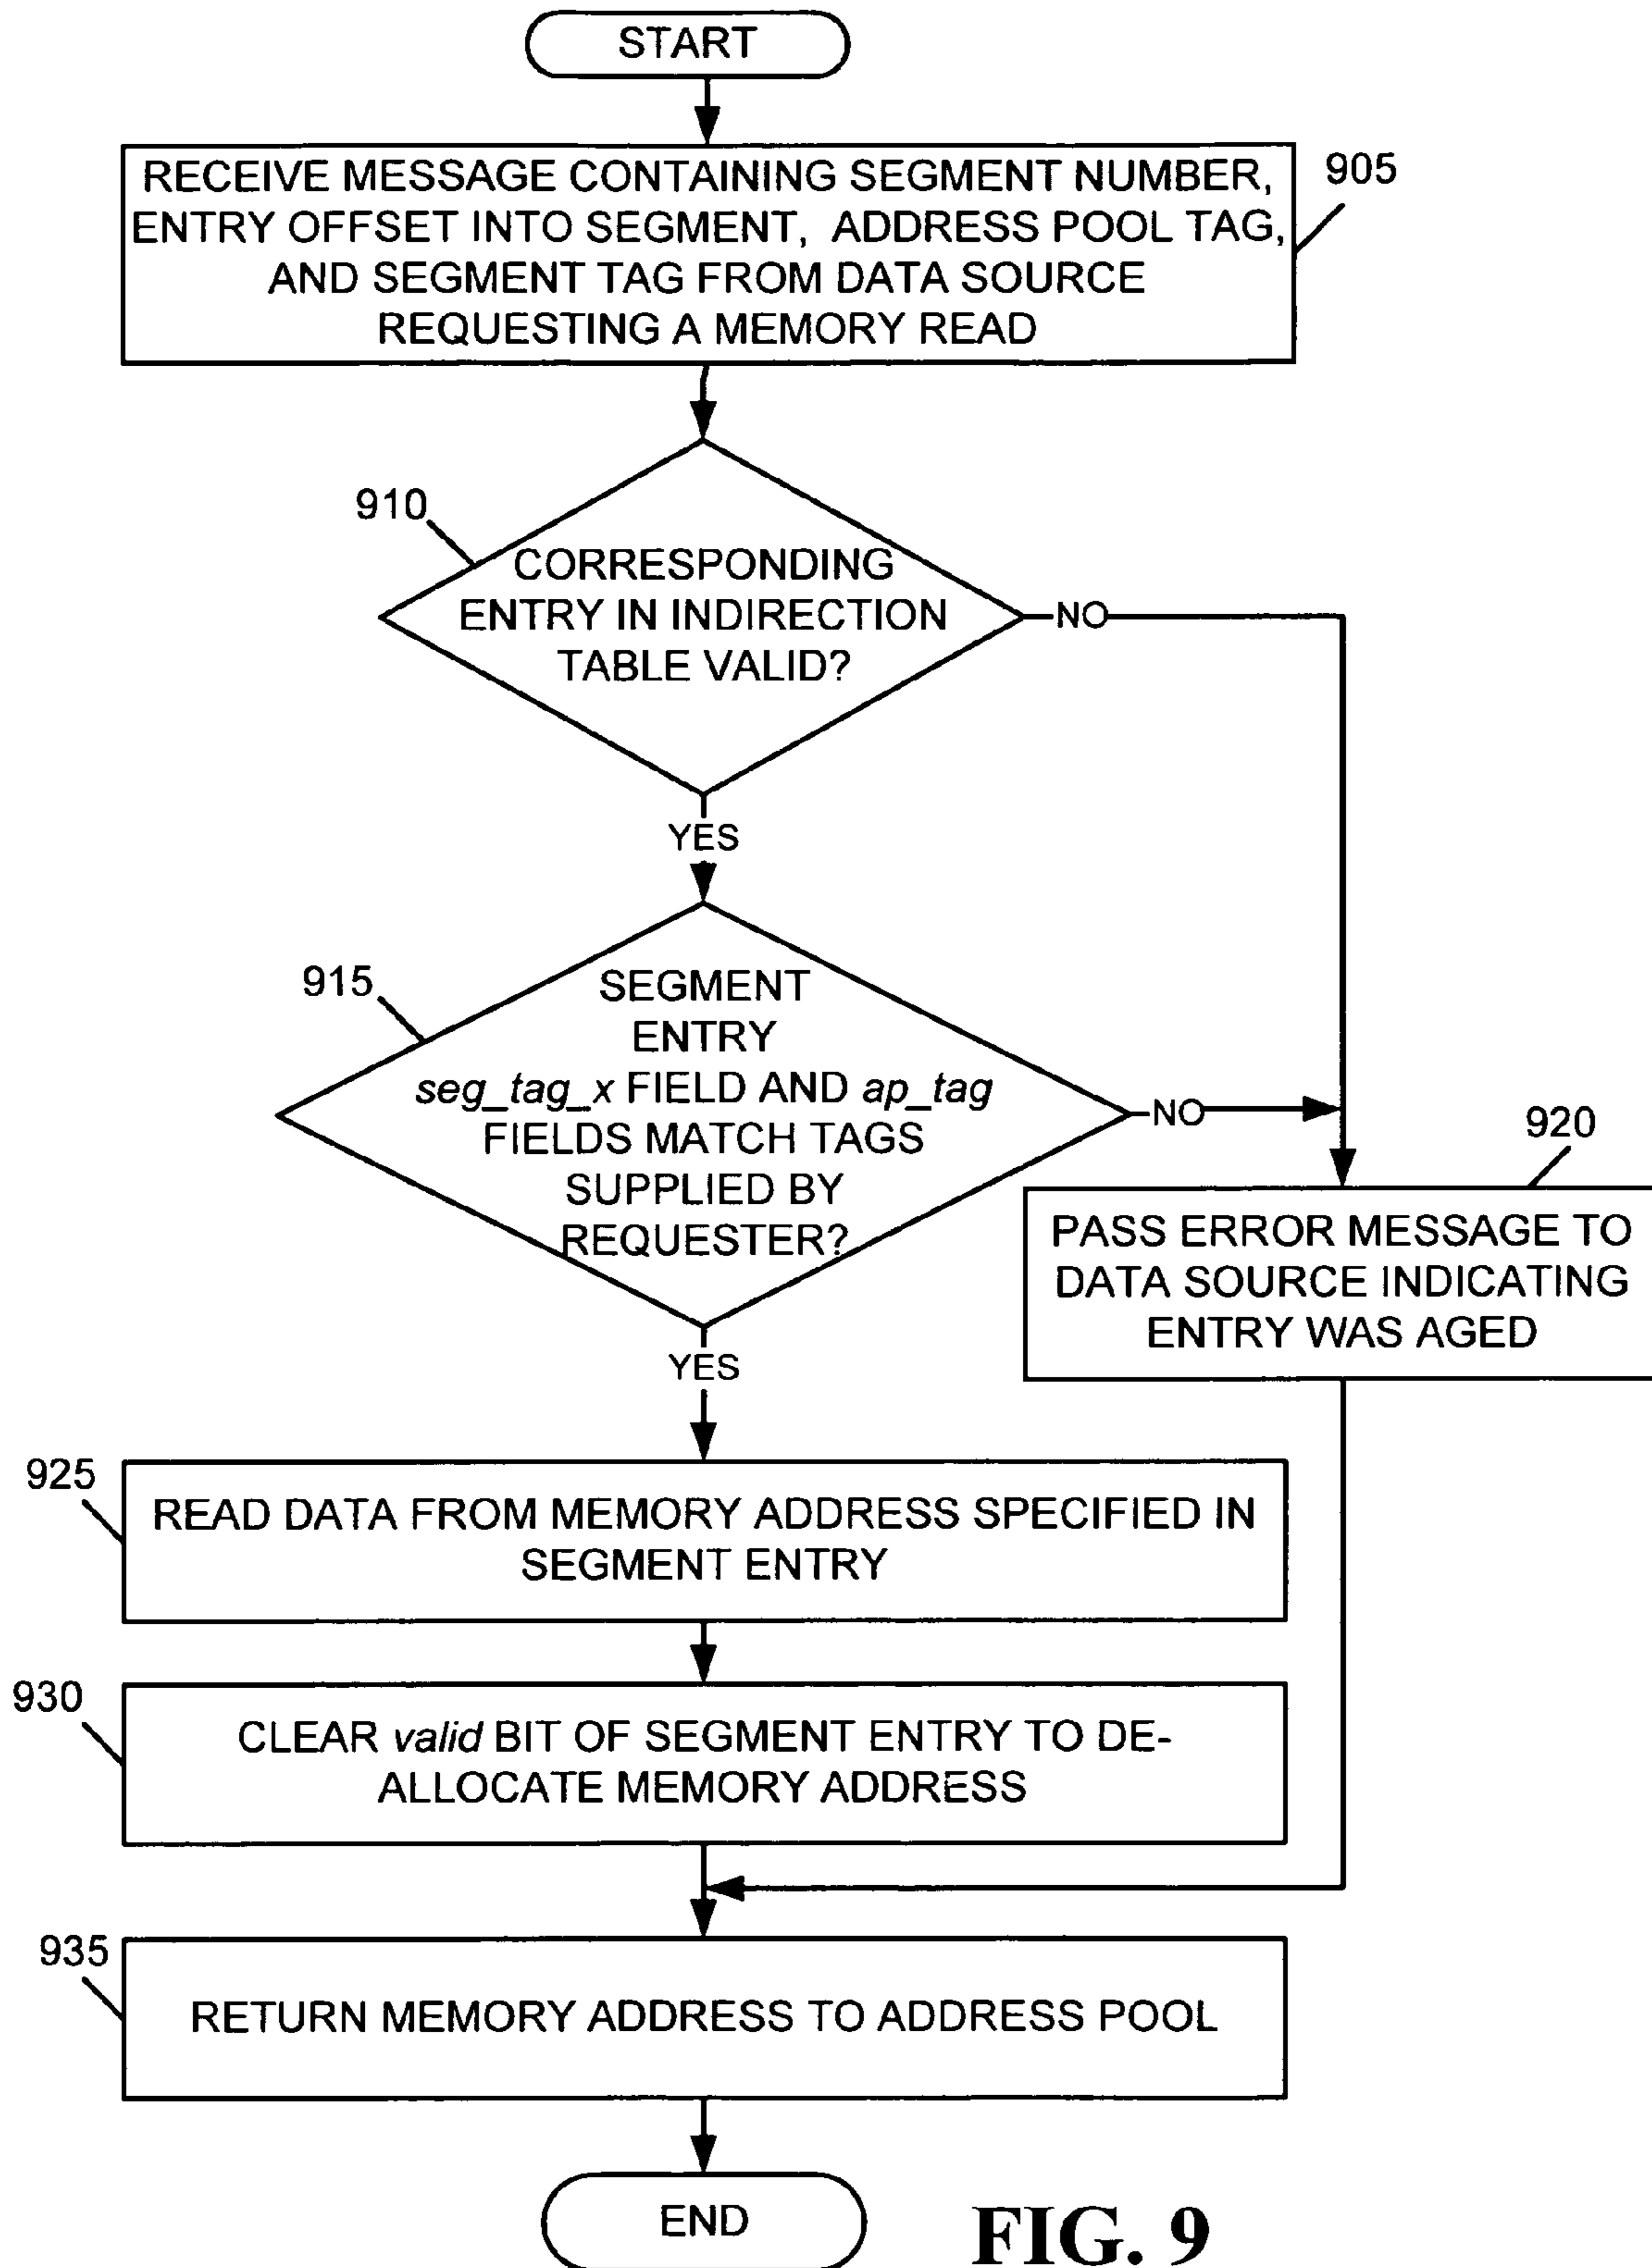 START
RECEIVE MESSAGE CONTAINING SEGMENT NUMBER,
ENTRY OFFSET INTO SEGMENT, ADDRESS POOL TAG,
AND SEGMENT TAG FROM DATA SOURCE
REQUESTING A MEMORY READ
905
910
CORRESPONDING
ENTRY IN INDIRECTION
TABLE VALID?
NO
YES
915
SEGMENT
ENTRY
seg_tag_x FIELD AND ap_tag
FIELDS MATCH TAGS
SUPPLIED BY
REQUESTER?
NO
YES
920
PASS ERROR MESSAGE TO
DATA SOURCE INDICATING
ENTRY WAS AGED
925
READ DATA FROM MEMORY ADDRESS SPECIFIED IN
SEGMENT ENTRY
930
CLEAR valid BIT OF SEGMENT ENTRY TO DE-
ALLOCATE MEMORY ADDRESS
935
RETURN MEMORY ADDRESS TO ADDRESS POOL
END
FIG. 9